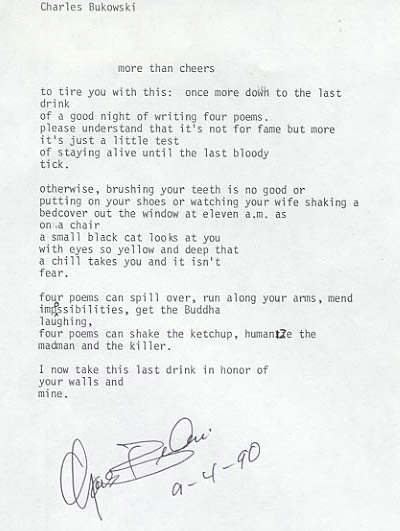 Charles Bukowski
more than cheers
to tire you with this: once more down to the last
drink
of a good night of writing four poems.
please understand that it's not for fame but more
it's just a little test
of staying alive until the last bloody
tick.
otherwise, brushing your teeth is no good or
putting on your shoes or watching your wife shaking a
bedcover out the window at eleven a.m. as
on a chair
a small black cat looks at you
with eyes so yellow and deep that
a chill takes you and it isn't
fear.
four poems can spill over, run along your arms, mend
impossibilities, get the Buddha
laughing,
four poems can shake the ketchup, humanize the
madman and the killer.
I now take this last drink in honor of
your walls and
mine.
9-4-90